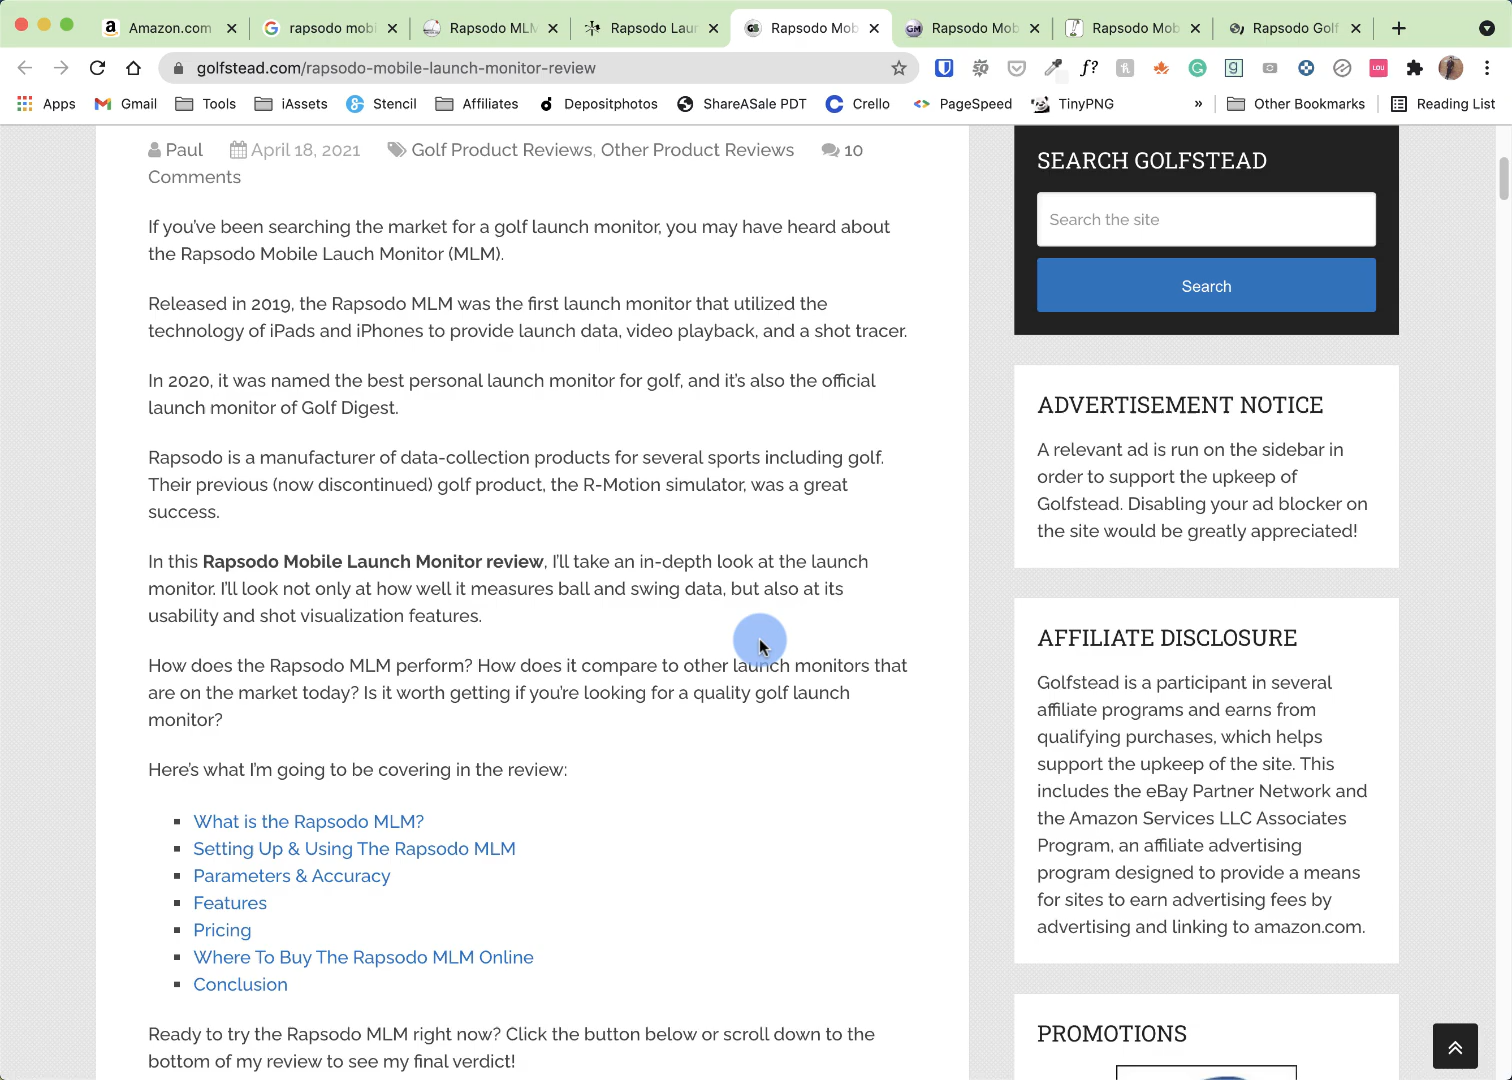 Amazon.com
rapsodo mobi
Rapsodo MLM
Rapsodo Laun
Rapsodo Mob
Rapsodo Mob
Rapsodo Mob
Rapsodo Golf
golfstead.com/rapsodo-mobile-launch-monitor-review
Apps Gmail Tools iAssets Stencil Affiliates Depositphotos ShareASale PDT Crello PageSpeed TinyPNG » Other Bookmarks Reading List
Paul April 18, 2021 Golf Product Reviews, Other Product Reviews 10
Comments
If you've been searching the market for a golf launch monitor, you may have heard about
the Rapsodo Mobile Lauch Monitor (MLM).
Released in 2019, the Rapsodo MLM was the first launch monitor that utilized the
technology of iPads and iPhones to provide launch data, video playback, and a shot tracer.
In 2020, it was named the best personal launch monitor for golf, and it's also the official
launch monitor of Golf Digest.
Rapsodo is a manufacturer of data-collection products for several sports including golf.
Their previous (now discontinued) golf product, the R-Motion simulator, was a great
success.
In this Rapsodo Mobile Launch Monitor review, I'll take an in-depth look at the launch
monitor. I'll look not only at how well it measures ball and swing data, but also at its
usability and shot visualization features.
How does the Rapsodo MLM perform? How does it compare to other launch monitors that
are on the market today? Is it worth getting if you're looking for a quality golf launch
monitor?
Here's what I'm going to be covering in the review:
What is the Rapsodo MLM?
Setting Up & Using The Rapsodo MLM
Parameters & Accuracy
Features
Pricing
Where To Buy The Rapsodo MLM Online
Conclusion
Ready to try the Rapsodo MLM right now? Click the button below or scroll down to the
bottom of my review to see my final verdict!
SEARCH GOLFSTEAD
Search the site
Search
ADVERTISEMENT NOTICE
A relevant ad is run on the sidebar in
order to support the upkeep of
Golfstead. Disabling your ad blocker on
the site would be greatly appreciated!
AFFILIATE DISCLOSURE
Golfstead is a participant in several
affiliate programs and earns from
qualifying purchases, which helps
support the upkeep of the site. This
includes the eBay Partner Network and
the Amazon Services LLC Associates
Program, an affiliate advertising
program designed to provide a means
for sites to earn advertising fees by
advertising and linking to amazon.com.
PROMOTIONS